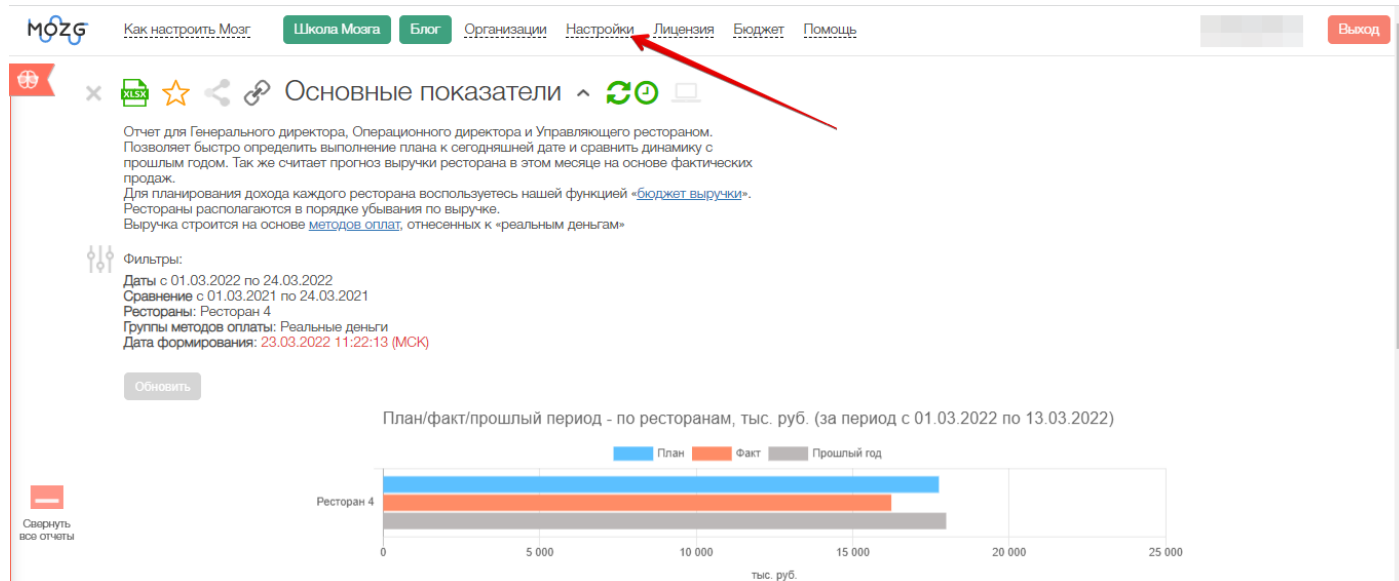 MOZG Как настроить Мозг Школа Мозга Блог Организации Настройки Лицензия Бюджет Помощь Выход
XLSX Основные показатели
Отчет для Генерального директора, Операционного директора и Управляющего рестораном.
Позволяет быстро определить выполнение плана к сегодняшней дате и сравнить динамику с
прошлым годом. Так же считает прогноз выручки ресторана в этом месяце на основе фактических
продаж.
Для планирования дохода каждого ресторана воспользуетесь нашей функцией «бюджет выручки».
Рестораны располагаются в порядке убывания по выручке.
Выручка строится на основе методов оплат, отнесенных к «реальным деньгам»
Фильтры:
Даты с 01.03.2022 по 24.03.2022
Сравнение с 01.03.2021 по 24.03.2021
Рестораны: Ресторан 4
Группы методов оплаты: Реальные деньги
Дата формирования: 23.03.2022 11:22:13 (МСК)
Обновить
План/факт/прошлый период - по ресторанам, тыс. руб. (за период с 01.03.2022 по 13.03.2022)
План Факт Прошлый год
Ресторан 4
0 5 000 10 000 15 000 20 000 25 000
тыс. руб.
Свернуть
все отчеты